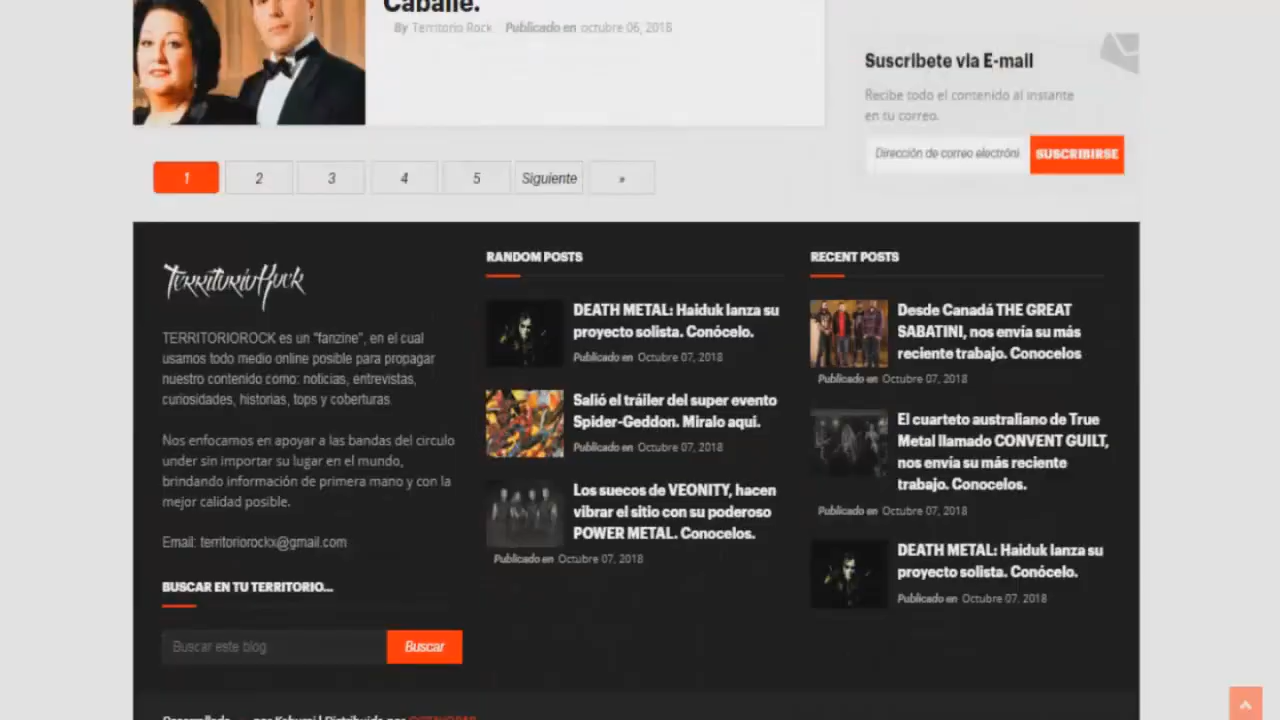 Caballé.
By Territorio Rock Publicado en octubre 06, 2018
Suscribete via E-mail
Recibe todo el contenido al instante
en tu correo.
Dirección de correo electróni
SUSCRIBIRSE
1 2 3 4 5 Siguiente »
TERRITORIOROCK
TERRITORIOROCK es un "fanzine", en el cual
usamos todo medio online posible para propagar
nuestro contenido como: noticias, entrevistas,
curiosidades, historias, tops y coberturas
Nos enfocamos en apoyar a las bandas del circulo
under sin importar su lugar en el mundo,
brindando información de primera mano y con la
mejor calidad posible.
Email: territoriorockx@gmail.com
BUSCAR EN TU TERRITORIO...
Buscar este blog
Buscar
RANDOM POSTS
DEATH METAL: Haiduk lanza su
proyecto solista. Conócelo.
Publicado en Octubre 07, 2018
Salió el tráiler del super evento
Spider-Geddon. Miralo aqui.
Publicado en Octubre 07, 2018
Los suecos de VEONITY, hacen
vibrar el sitio con su poderoso
POWER METAL. Conocelos.
Publicado en Octubre 07, 2018
RECENT POSTS
Desde Canadá THE GREAT
SABATINI, nos envía su más
reciente trabajo. Conocelos
Publicado en Octubre 07, 2018
El cuarteto australiano de True
Metal llamado CONVENT GUILT,
nos envía su más reciente
trabajo. Conocelos.
Publicado en Octubre 07, 2018
DEATH METAL: Haiduk lanza su
proyecto solista. Conócelo.
Publicado en Octubre 07, 2018